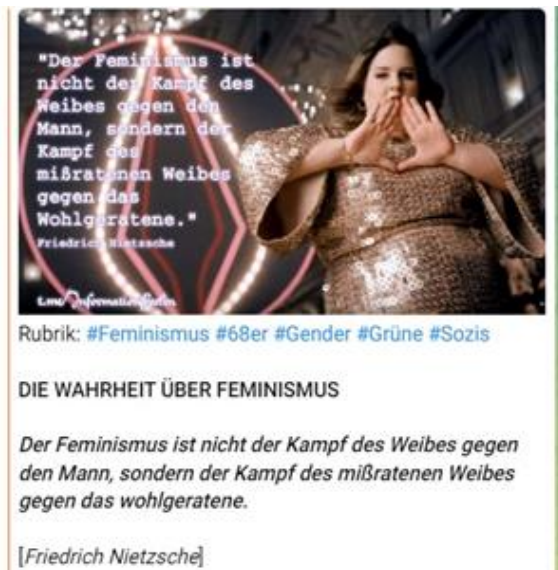 "Der Feminismus ist
nicht der Kampf des
Weibes gegen den
Mann, sondern der
Kampf des
mißratenen Weibes
gegen das
Wohlgeratene."
Friedrich Nietzsche
Rubrik: #Feminismus #68er #Gender #Grüne #Sozis
DIE WAHRHEIT ÜBER FEMINISMUS
Der Feminismus ist nicht der Kampf des Weibes gegen
den Mann, sondern der Kampf des mißratenen Weibes
gegen das wohlgeratene.
[Friedrich Nietzsche]